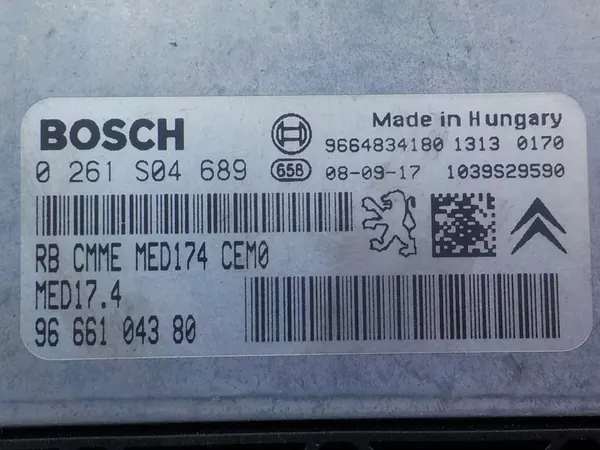 BOSCH
Made in Hungary
9664834180 1313 0170
0 261 S04 689
658 08-09-17 1039S29590
RB CMME MED174 CEM0
MED17.4
96 661 043 80